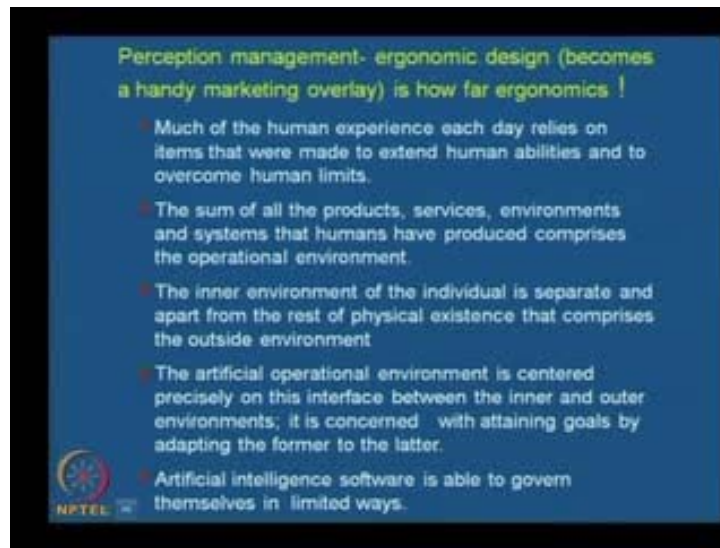 Perception management- ergonomic design (becomes
a handy marketing overlay) is how far ergonomics !
Much of the human experience each day relies on
items that were made to extend human abilities and to
overcome human limits.
The sum of all the products, services, environments
and systems that humans have produced comprises
the operational environment.
The inner environment of the individual is separate and
apart from the rest of physical existence that comprises
the outside environment
The artificial operational environment is centered
precisely on this interface between the inner and outer
environments; it is concerned with attaining goals by
adapting the former to the latter.
Artificial intelligence software is able to govern
themselves in limited ways.
NPTEL